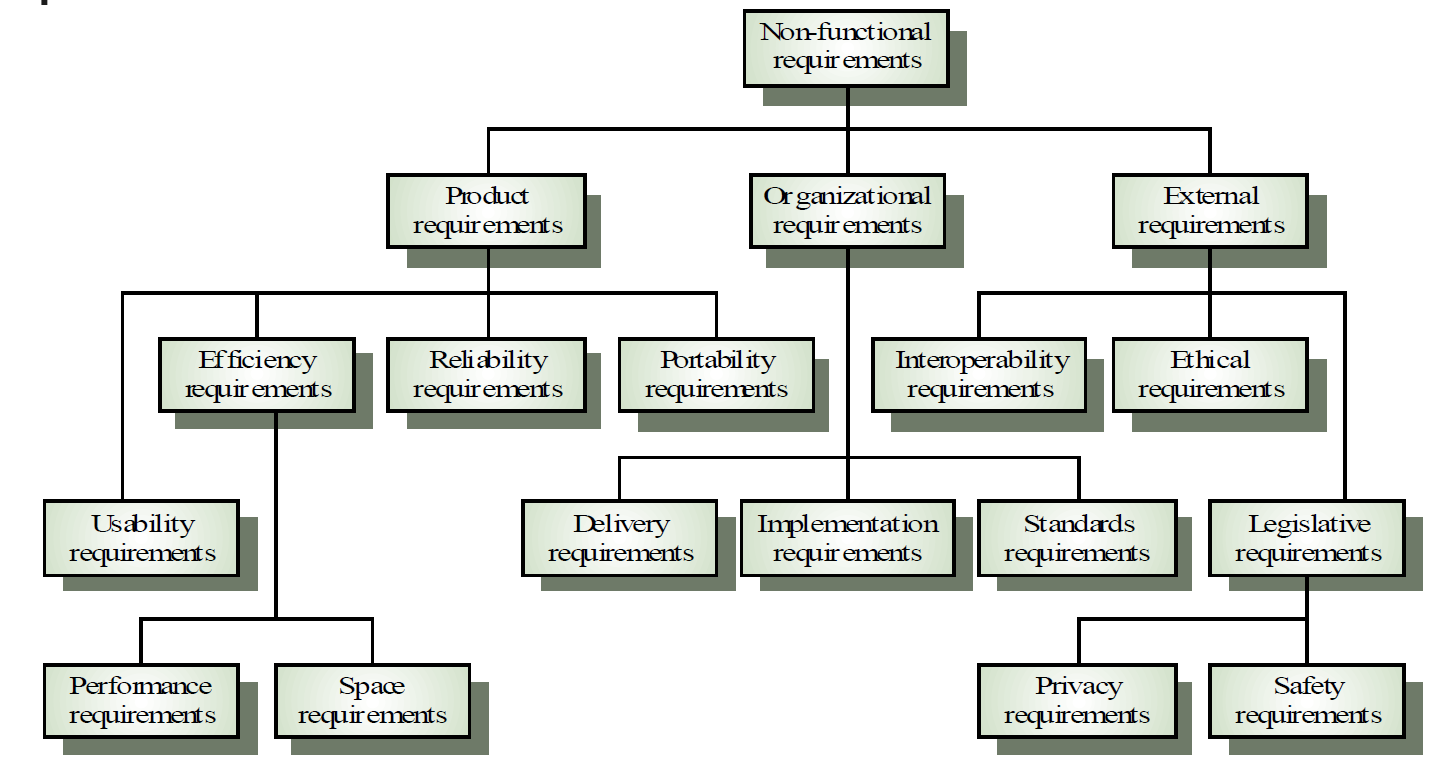 Non-functional
requirements
Product
requirements
Organizational
requirements
External
requirements
Efficiency
requirements
Reliability
requirements
Portability
requirements
Interoperability
requirements
Ethical
requirements
Usability
requirements
Delivery
requirements
Implementation
requirements
Standards
requirements
Legislative
requirements
Performance
requirements
Space
requirements
Privacy
requirements
Safety
requirements